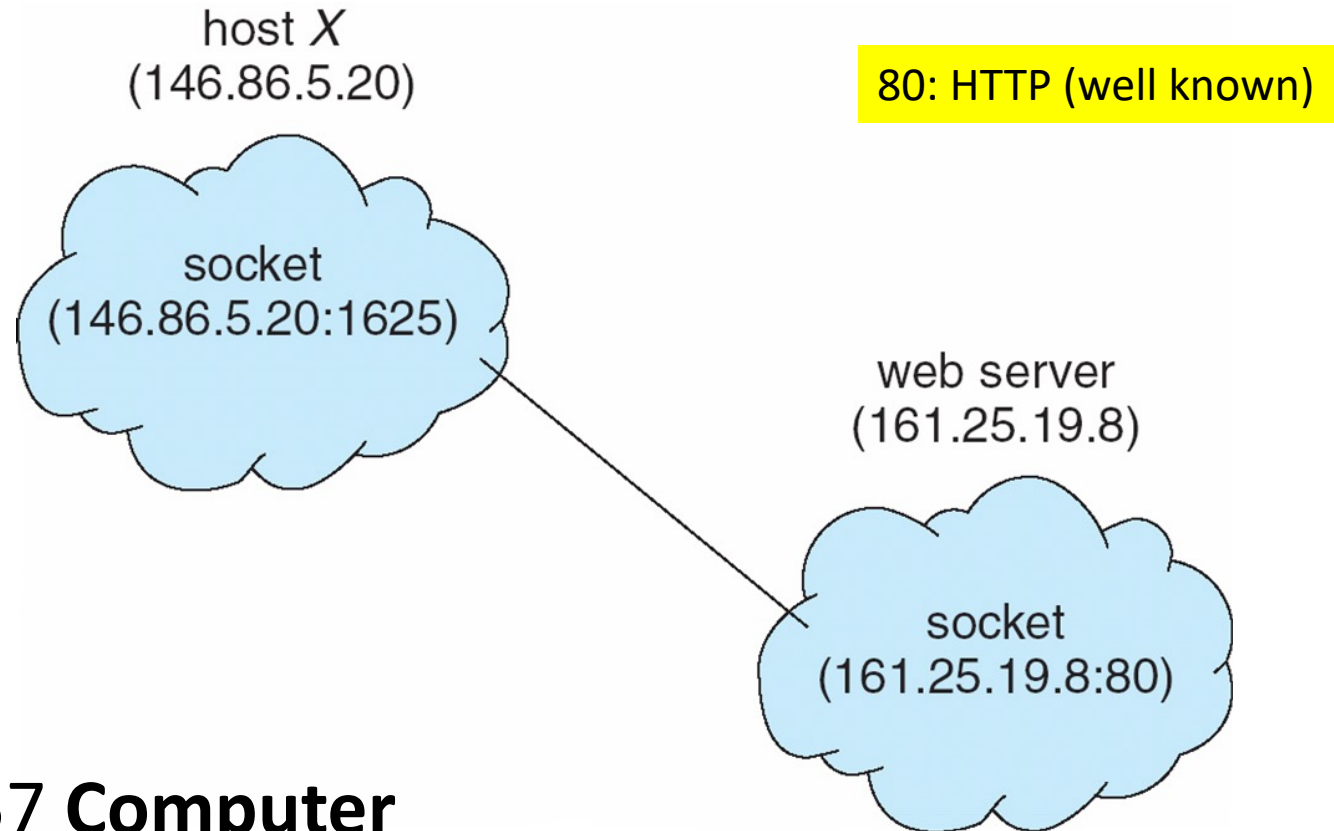 host X
(146.86.5.20)
80: HTTP (well known)
socket
(146.86.5.20:1625)
web server
(161.25.19.8)
socket
(161.25.19.8:80)
7 Computer